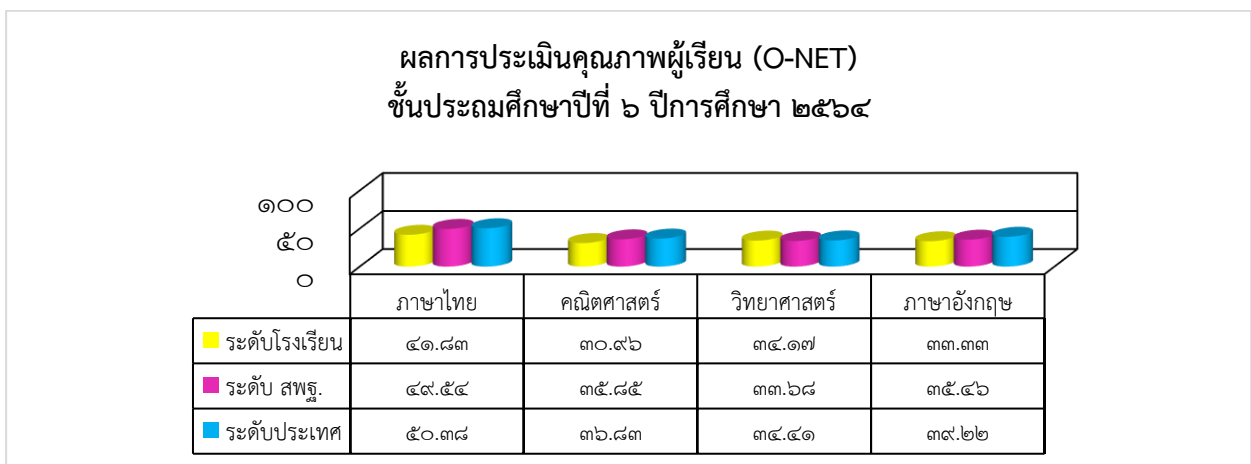 ผลการประเมินคุณภาพผู้เรียน (O-NET)
ชั้นประถมศึกษาปีที่ ๖ ปีการศึกษา ๒๕๖๔
๑๐๐
๕๐
๐
ภาษาไทย คณิตศาสตร์ วิทยาศาสตร์ ภาษาอังกฤษ
ระดับโรงเรียน ๔๑.๘๓ ๓๐.๙๖ ๓๔.๑๗ ๓๓.๓๓
ระดับ สพฐ. ๔๙.๕๔ ๓๕.๘๕ ๓๓.๖๘ ๓๕.๔๖
ระดับประเทศ ๕๐.๓๘ ๓๖.๘๓ ๓๔.๔๑ ๓๙.๒๒